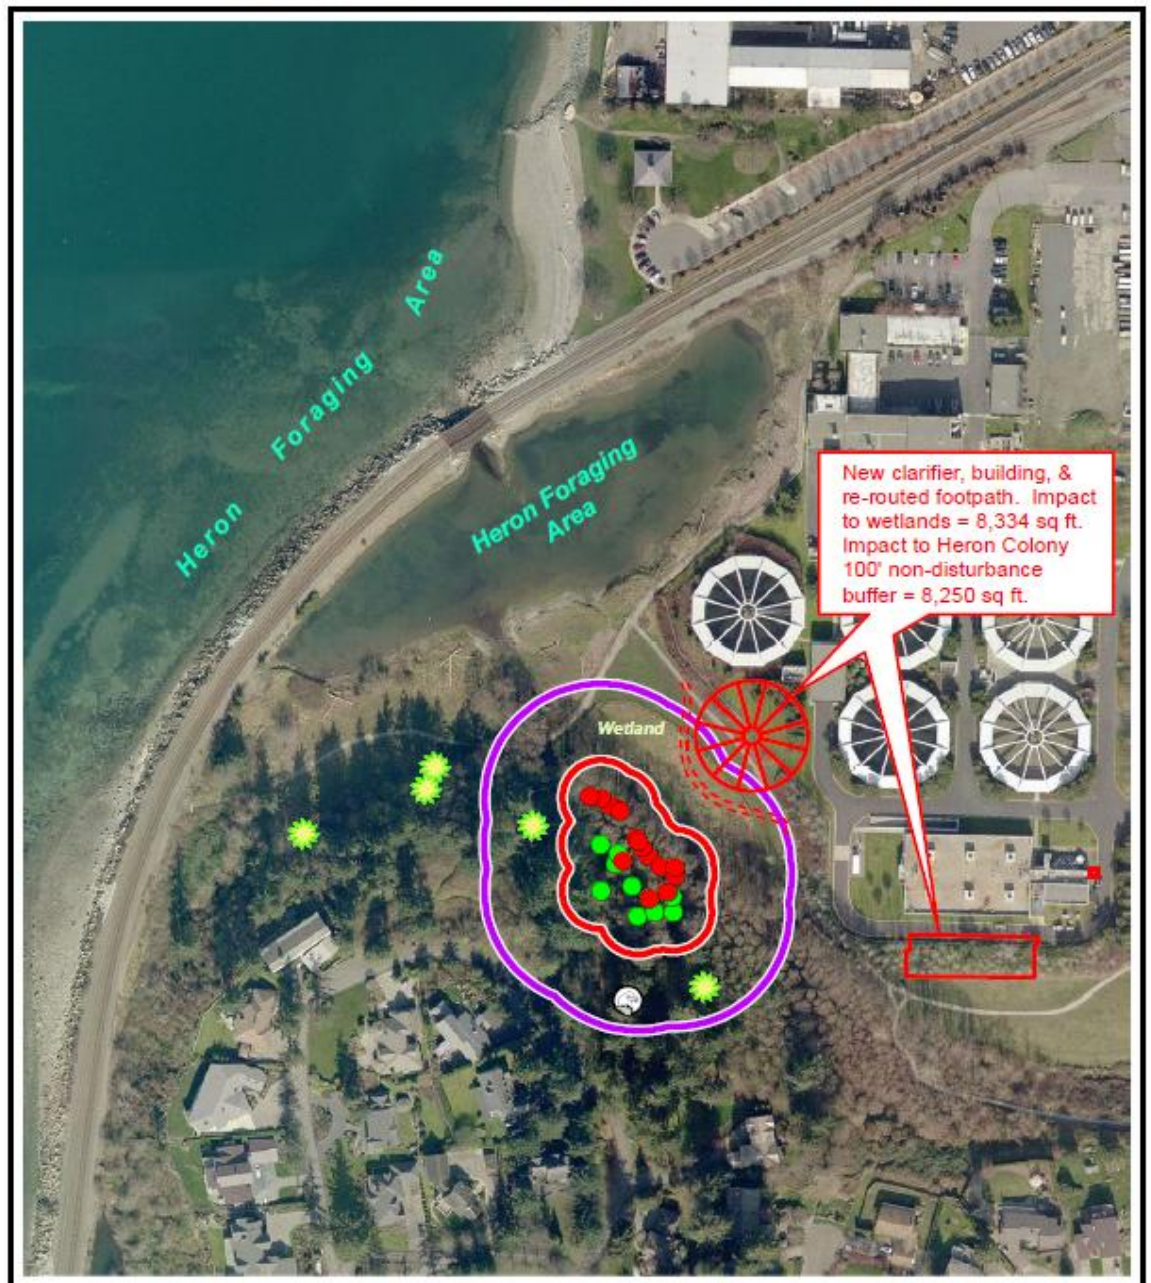 Heron Foraging Area
Heron Foraging
Area
New clarifier, building, &
re-routed footpath. Impact
to wetlands = 8,334 sq ft.
Impact to Heron Colony
100' non-disturbance
buffer = 8,250 sq ft.
Wetland